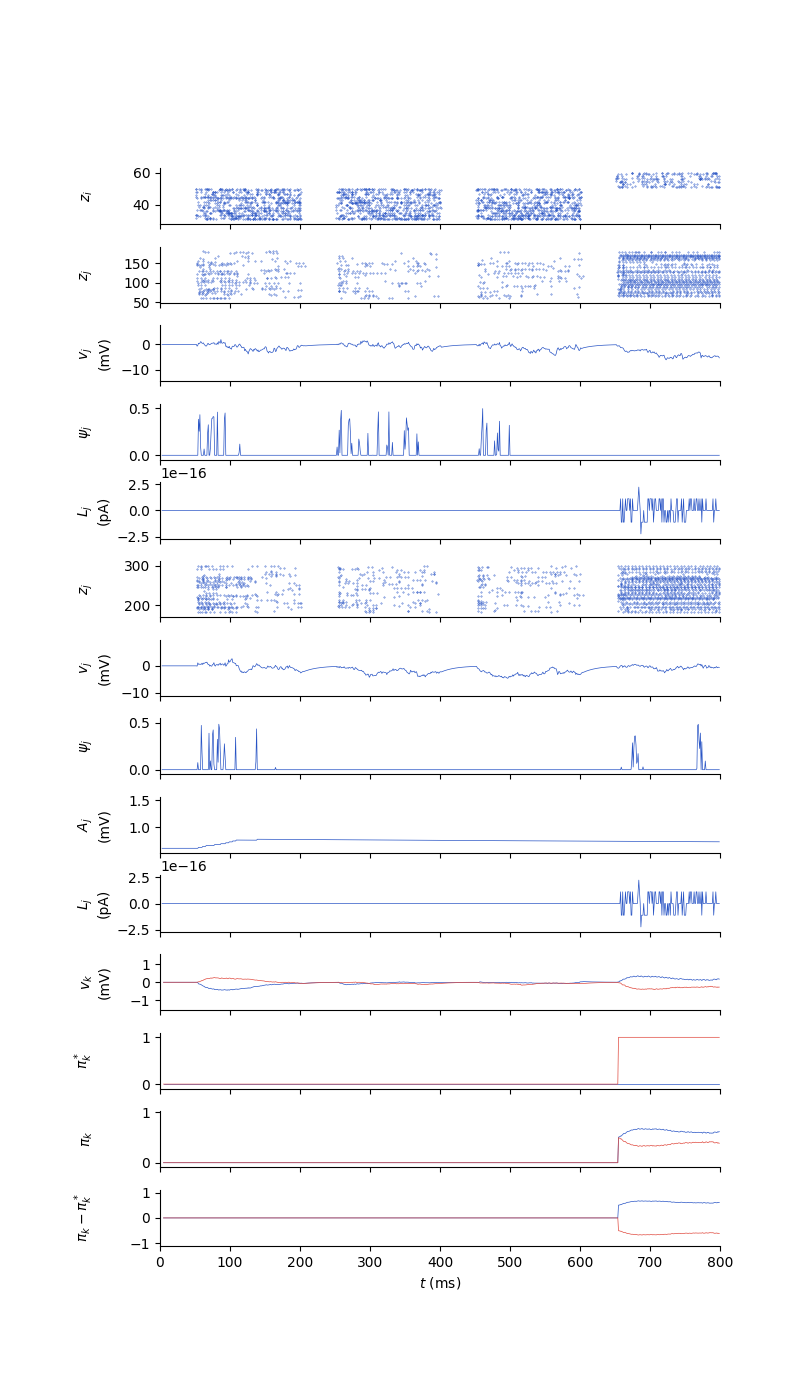 60
40
z_i
150
100
50
z_j
0
−10
v_j
(mV)
0.5
0.0
ψ_j
1e−16
2.5
0.0
−2.5
L_j
(pA)
300
200
z_j
0
−10
v_j
(mV)
0.5
0.0
ψ_j
1.5
1.0
A_j
(mV)
1e−16
2.5
0.0
−2.5
L_j
(pA)
1
0
−1
v_k
(mV)
1
0
π_k^*
1
0
π_k
1
0
−1
π_k − π_k^*
0 100 200 300 400 500 600 700 800
t (ms)